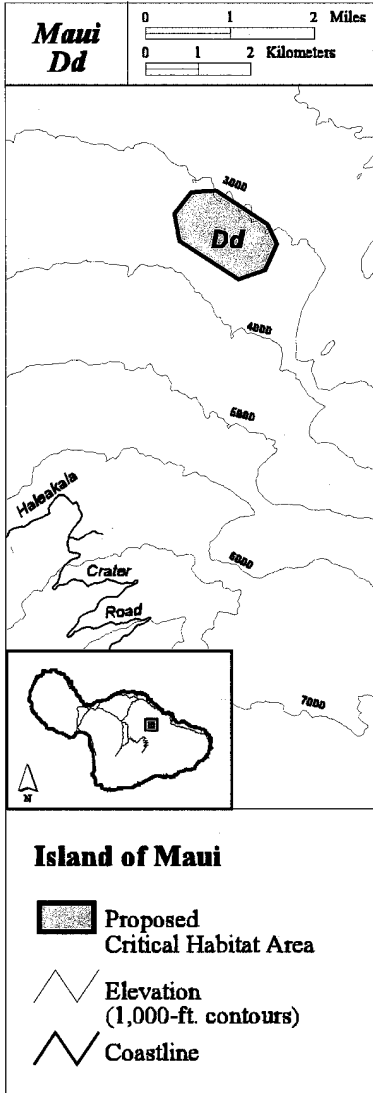 Maui
Dd
0 1 2 Miles
0 1 2 Kilometers
3000
Dd
4000
5000
Haleakala
Crater
Road
6000
7000
N
Island of Maui
Proposed
Critical Habitat Area
Elevation
(1,000-ft. contours)
Coastline